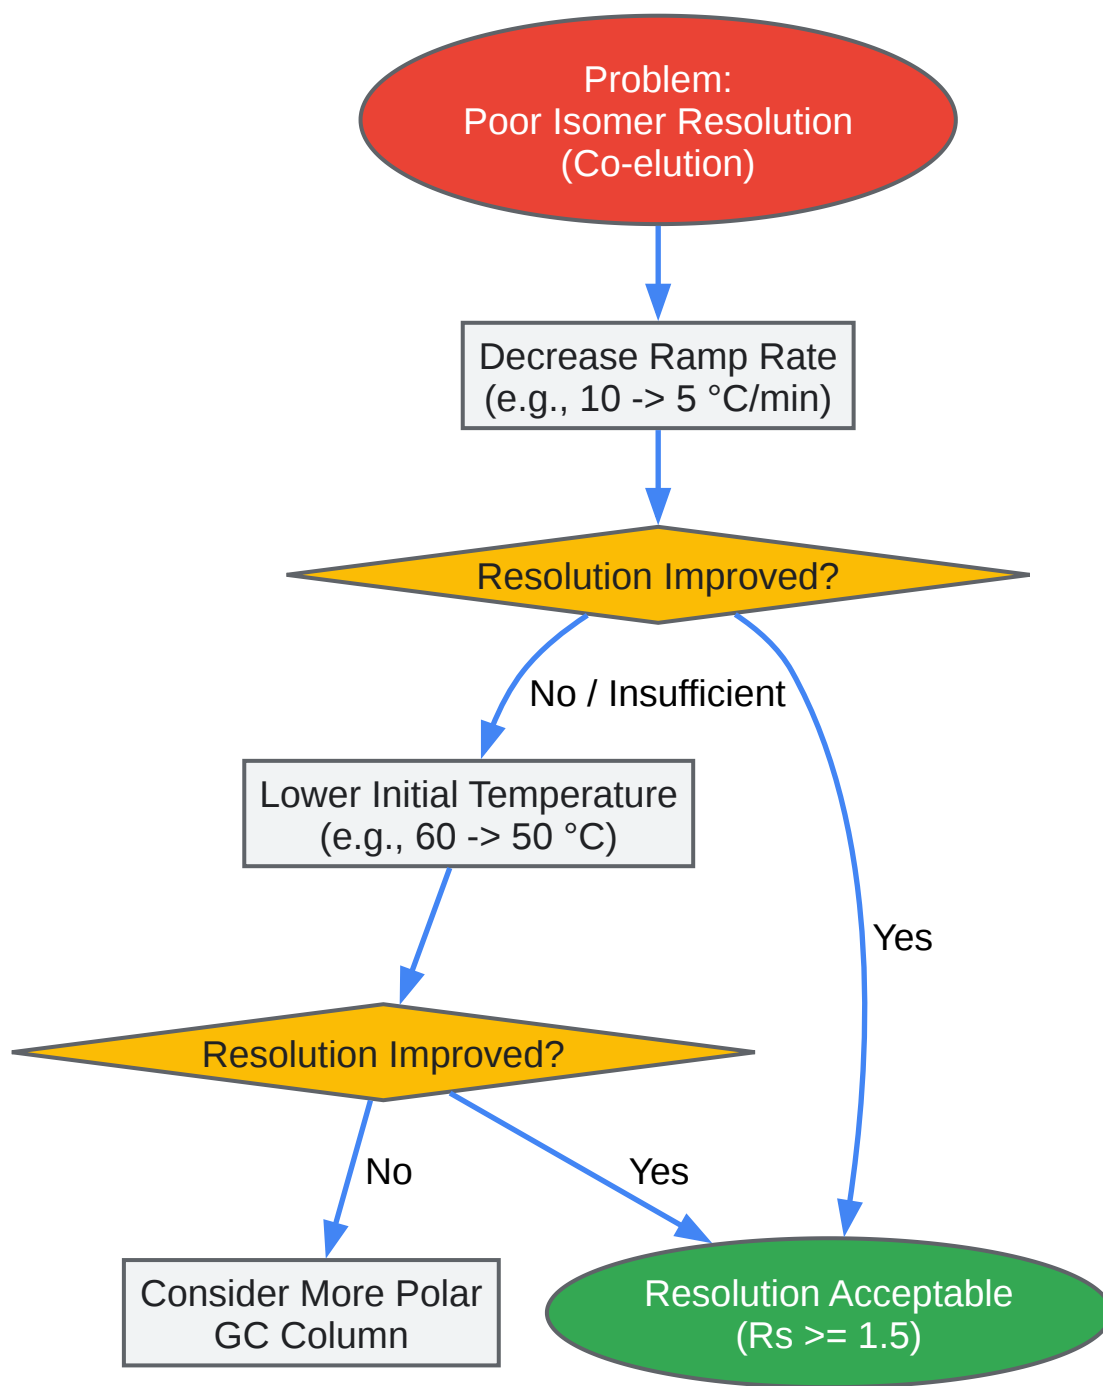 Problem:
Poor Isomer Resolution
(Co-elution)
Decrease Ramp Rate
(e.g., 10 -> 5 °C/min)
Resolution Improved?
No / Insufficient
Lower Initial Temperature
(e.g., 60 -> 50 °C)
Yes
Resolution Improved?
No
Yes
Consider More Polar
GC Column
Resolution Acceptable
(Rs >= 1.5)